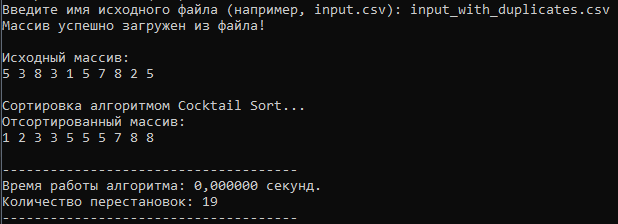 Введите имя исходного файла (например, input.csv): input_with_duplicates.csv
Массив успешно загружен из файла!
Исходный массив:
5 3 8 3 1 5 7 8 2 5
Сортировка алгоритмом Cocktail Sort...
Отсортированный массив:
1 2 3 3 5 5 5 7 8 8
-------------------------------------
Время работы алгоритма: 0,000000 секунд.
Количество перестановок: 19
-------------------------------------